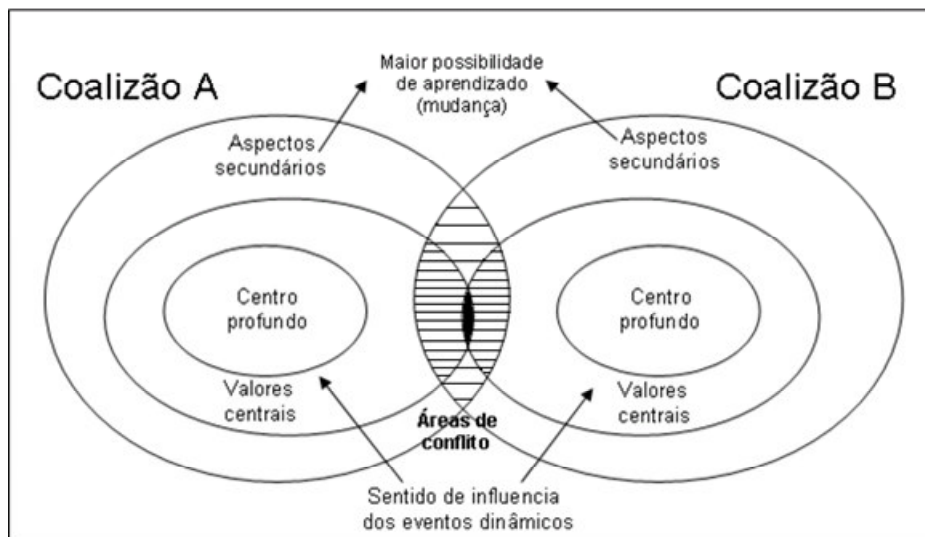 Coalizão A
Maior possibilidade
de aprendizado
(mudança)
Coalizão B
Aspectos
secundários
Aspectos
secundários
Centro
profundo
Centro
profundo
Valores
centrais
Valores
centrais
Áreas de
conflito
Sentido de influencia
dos eventos dinâmicos